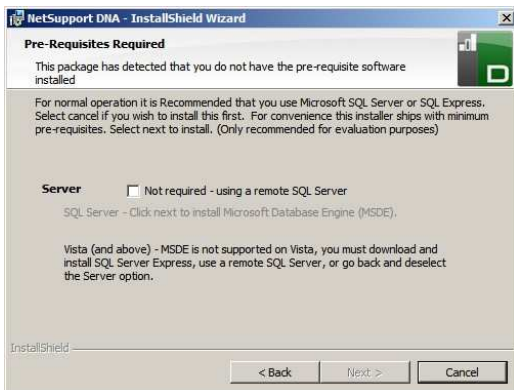 NetSupport DNA - InstallShield Wizard
Pre-Requisites Required
This package has detected that you do not have the pre-requisite software
installed
D
For normal operation it is Recommended that you use Microsoft SQL Server or SQL Express.
Select cancel if you wish to install this first. For convenience this installer ships with minimum
pre-requisites. Select next to install. (Only recommended for evaluation purposes)
Server Not required - using a remote SQL Server
SQL Server - Click next to install Microsoft Database Engine (MSDE).
Vista (and above) - MSDE is not supported on Vista, you must download and
install SQL Server Express, use a remote SQL Server, or go back and deselect
the Server option.
InstallShield
< Back Next > Cancel